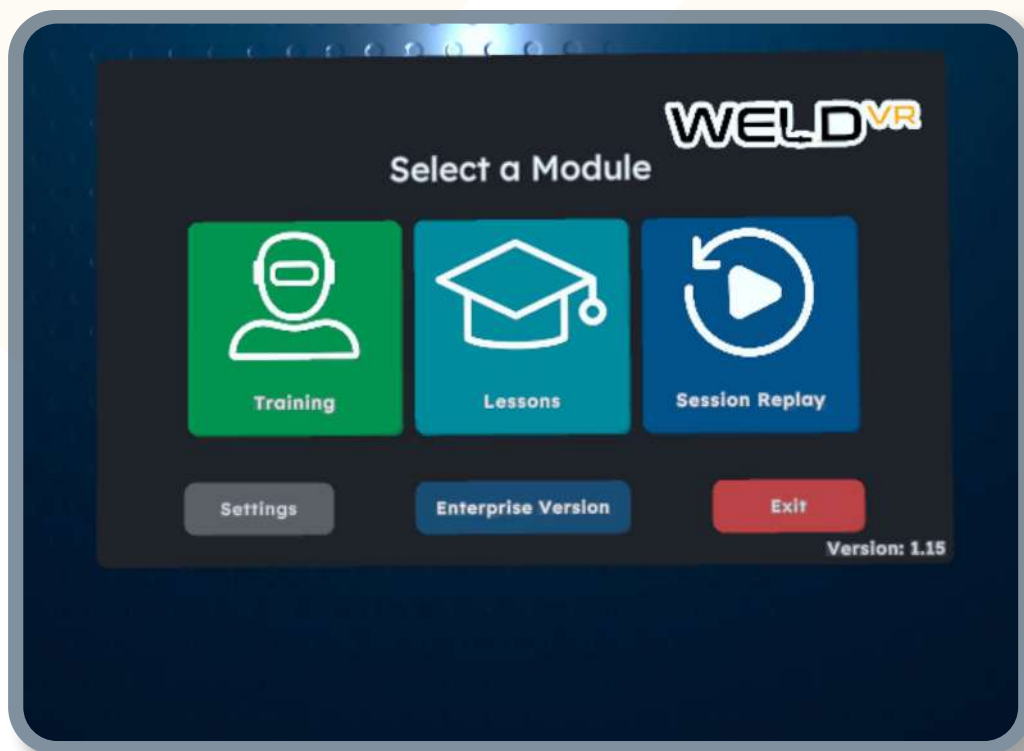 WELDVR
Select a Module
Training
Lessons
Session Replay
Settings
Enterprise Version
Exit
Version: 1.15